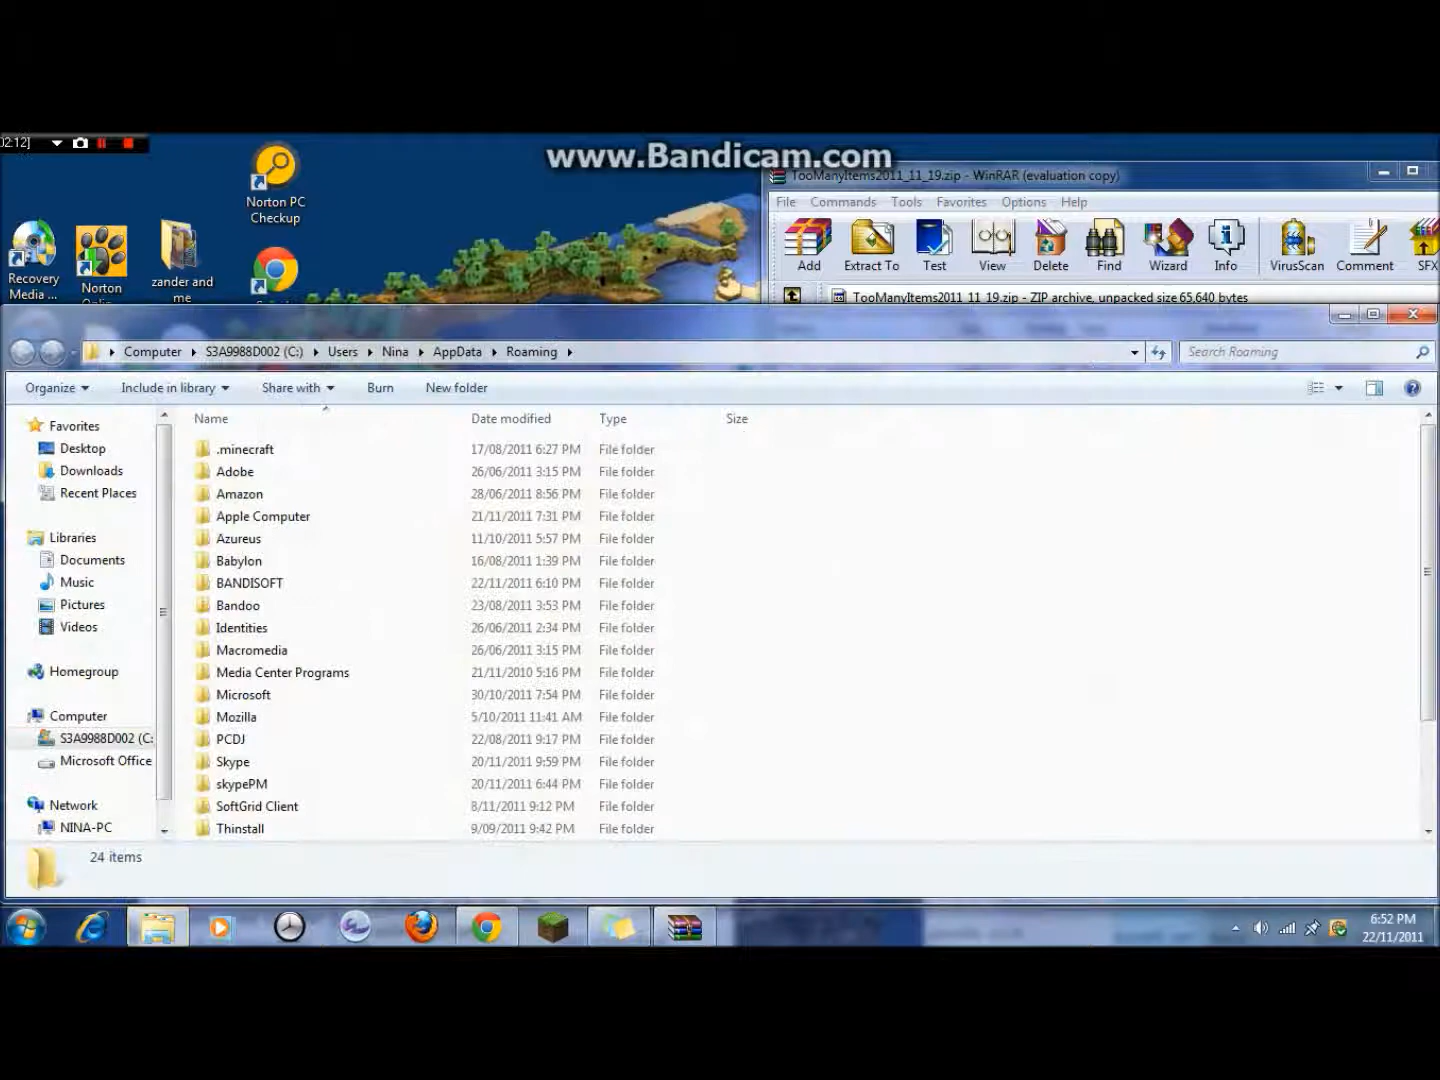 02:12]
www.Bandicam.com
Norton PC
Checkup
Recovery
Media ...
Norton
zander and
me
TooManyItems2011_11_19.zip - WinRAR (evaluation copy)
File Commands Tools Favorites Options Help
Add Extract To Test View Delete Find Wizard Info VirusScan Comment SFX
TooManyItems2011_11_19.zip - ZIP archive, unpacked size 65,640 bytes
Computer S3A9988D002 (C:) Users Nina AppData Roaming
Search Roaming
Organize Include in library Share with Burn New folder
Name Date modified Type Size
Favorites
Desktop
Downloads
Recent Places
Libraries
Documents
Music
Pictures
Videos
Homegroup
Computer
S3A9988D002 (C:
Microsoft Office
Network
NINA-PC
.minecraft 17/08/2011 6:27 PM File folder
Adobe 26/06/2011 3:15 PM File folder
Amazon 28/06/2011 8:56 PM File folder
Apple Computer 21/11/2011 7:31 PM File folder
Azureus 11/10/2011 5:57 PM File folder
Babylon 16/08/2011 1:39 PM File folder
BANDISOFT 22/11/2011 6:10 PM File folder
Bandoo 23/08/2011 3:53 PM File folder
Identities 26/06/2011 2:34 PM File folder
Macromedia 26/06/2011 3:15 PM File folder
Media Center Programs 21/11/2010 5:16 PM File folder
Microsoft 30/10/2011 7:54 PM File folder
Mozilla 5/10/2011 11:41 AM File folder
PCDJ 22/08/2011 9:17 PM File folder
Skype 20/11/2011 9:59 PM File folder
skypePM 20/11/2011 6:44 PM File folder
SoftGrid Client 8/11/2011 9:12 PM File folder
Thinstall 9/09/2011 9:42 PM File folder
24 items
6:52 PM
22/11/2011